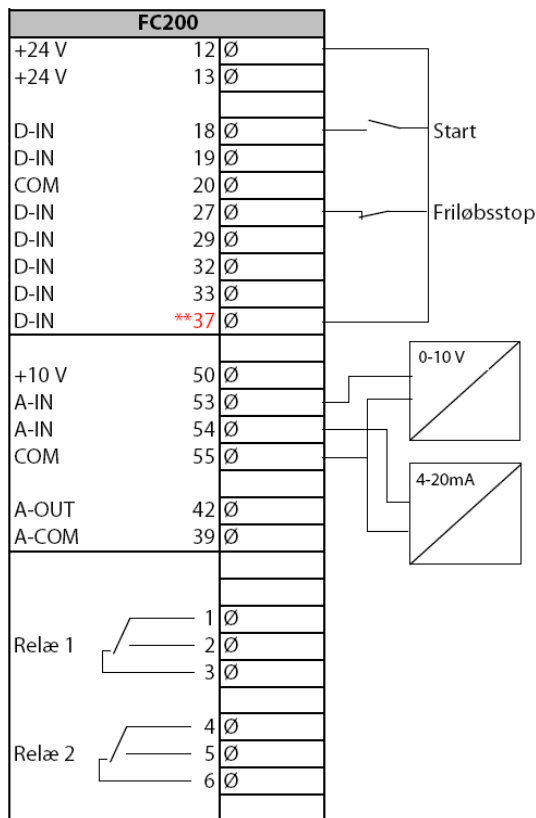 FC200
+24 V 12 Ø
+24 V 13 Ø
D-IN 18 Ø Start
D-IN 19 Ø
COM 20 Ø
D-IN 27 Ø Friløbsstop
D-IN 29 Ø
D-IN 32 Ø
D-IN 33 Ø
D-IN **37 Ø
0-10 V
+10 V 50 Ø
A-IN 53 Ø
A-IN 54 Ø
COM 55 Ø
4-20mA
A-OUT 42 Ø
A-COM 39 Ø
1 Ø
Relæ 1 2 Ø
3 Ø
4 Ø
Relæ 2 5 Ø
6 Ø